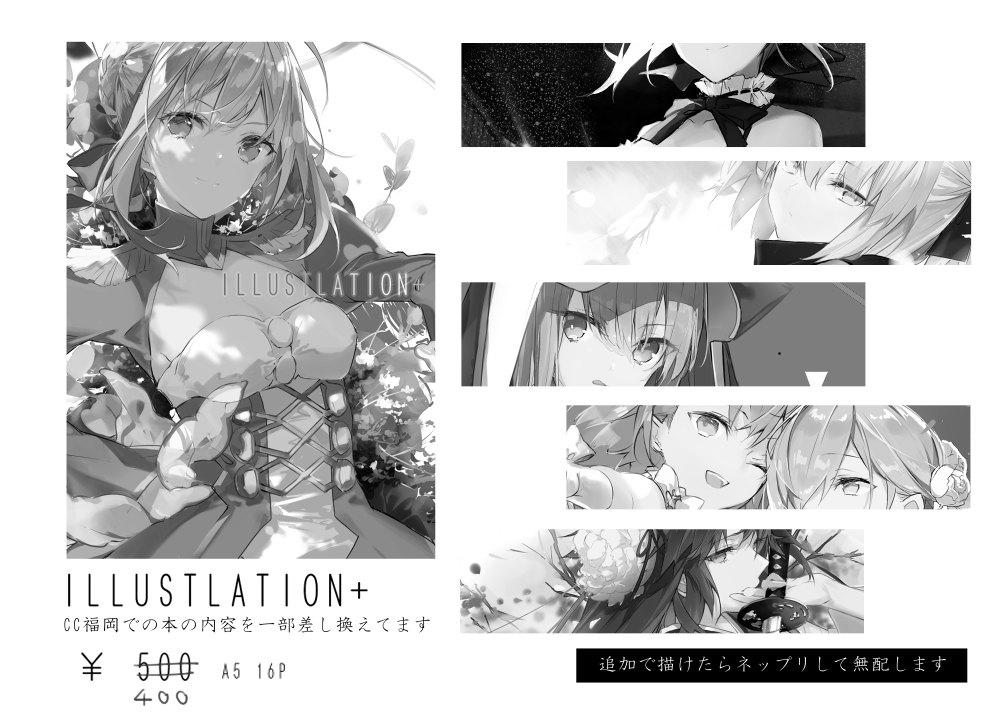 ILLUSTLATION+
ILLUSTLATION+
CC福岡での本の内容を一部差し換えてます
¥ 500 A5 16P
400
追加で描けたらネップリして無配します